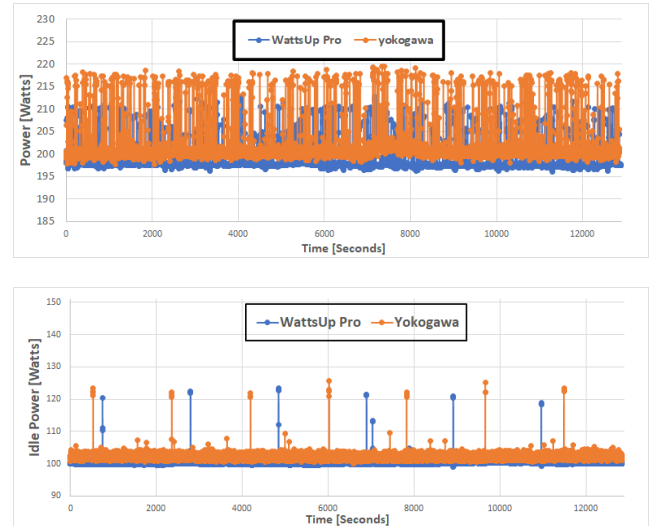 230
225
220
215
210
205
200
195
190
185
Power [Watts]
WattsUp Pro yokogawa
0 2000 4000 6000 8000 10000 12000
Time [Seconds]
150
140
130
120
110
100
90
Idle Power [Watts]
WattsUp Pro Yokogawa
0 2000 4000 6000 8000 10000 12000
Time [Seconds]